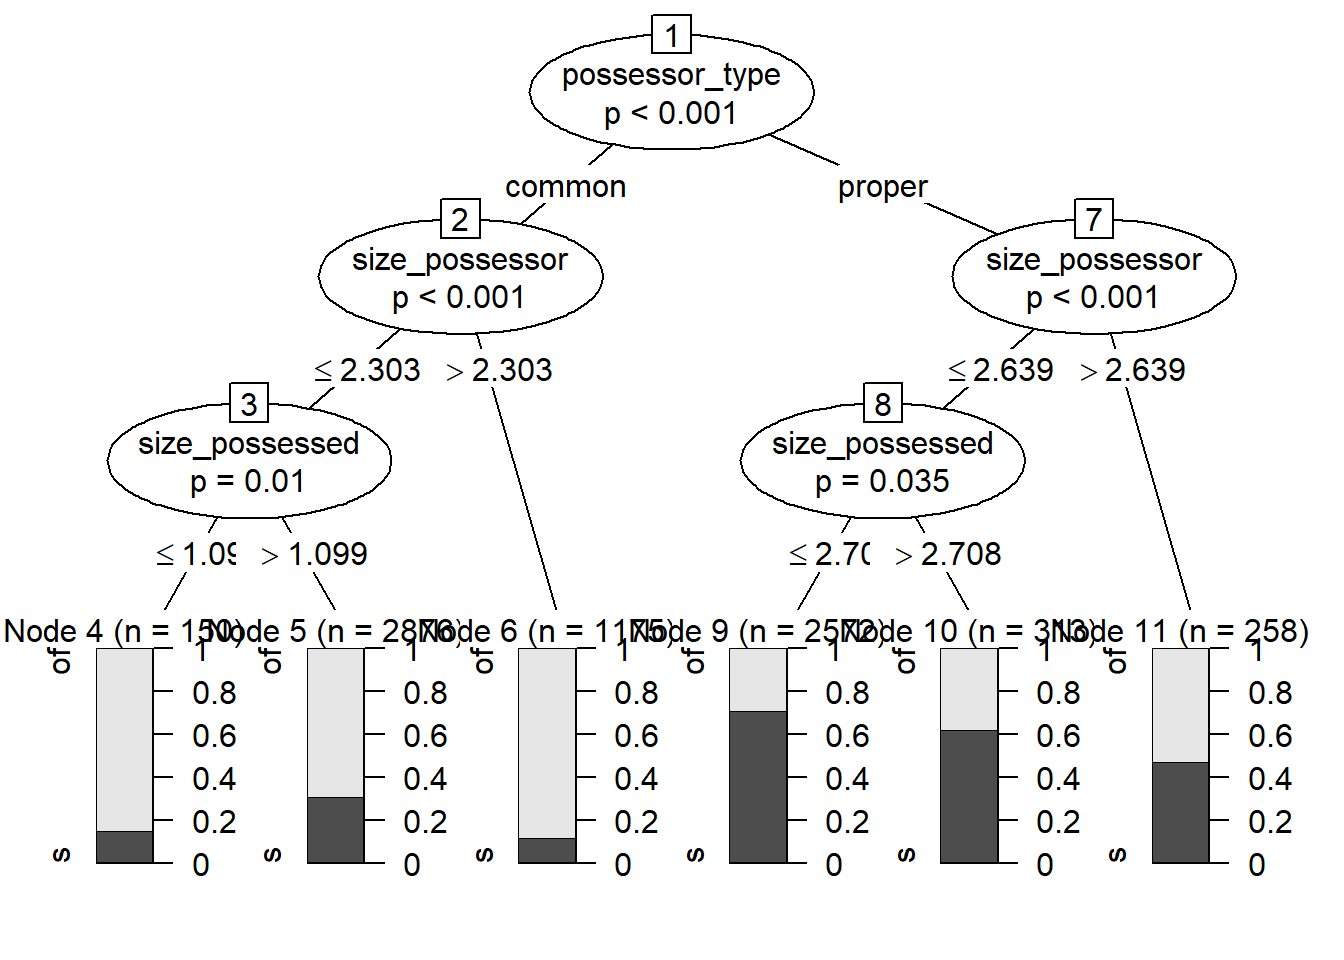 1
possessor_type
p < 0.001
common
proper
2
size_possessor
p < 0.001
7
size_possessor
p < 0.001
≤ 2.303
> 2.303
≤ 2.639
> 2.639
3
size_possessed
p = 0.01
8
size_possessed
p = 0.035
≤ 1.09
> 1.099
≤ 2.70
> 2.708
Node 4 (n = 150)
Node 5 (n = 2876)
Node 6 (n = 1175)
Node 9 (n = 2572)
Node 10 (n = 313)
Node 11 (n = 258)
of
s
1
0.8
0.6
0.4
0.2
0
of
s
1
0.8
0.6
0.4
0.2
0
of
s
1
0.8
0.6
0.4
0.2
0
of
s
1
0.8
0.6
0.4
0.2
0
of
s
1
0.8
0.6
0.4
0.2
0
of
s
1
0.8
0.6
0.4
0.2
0